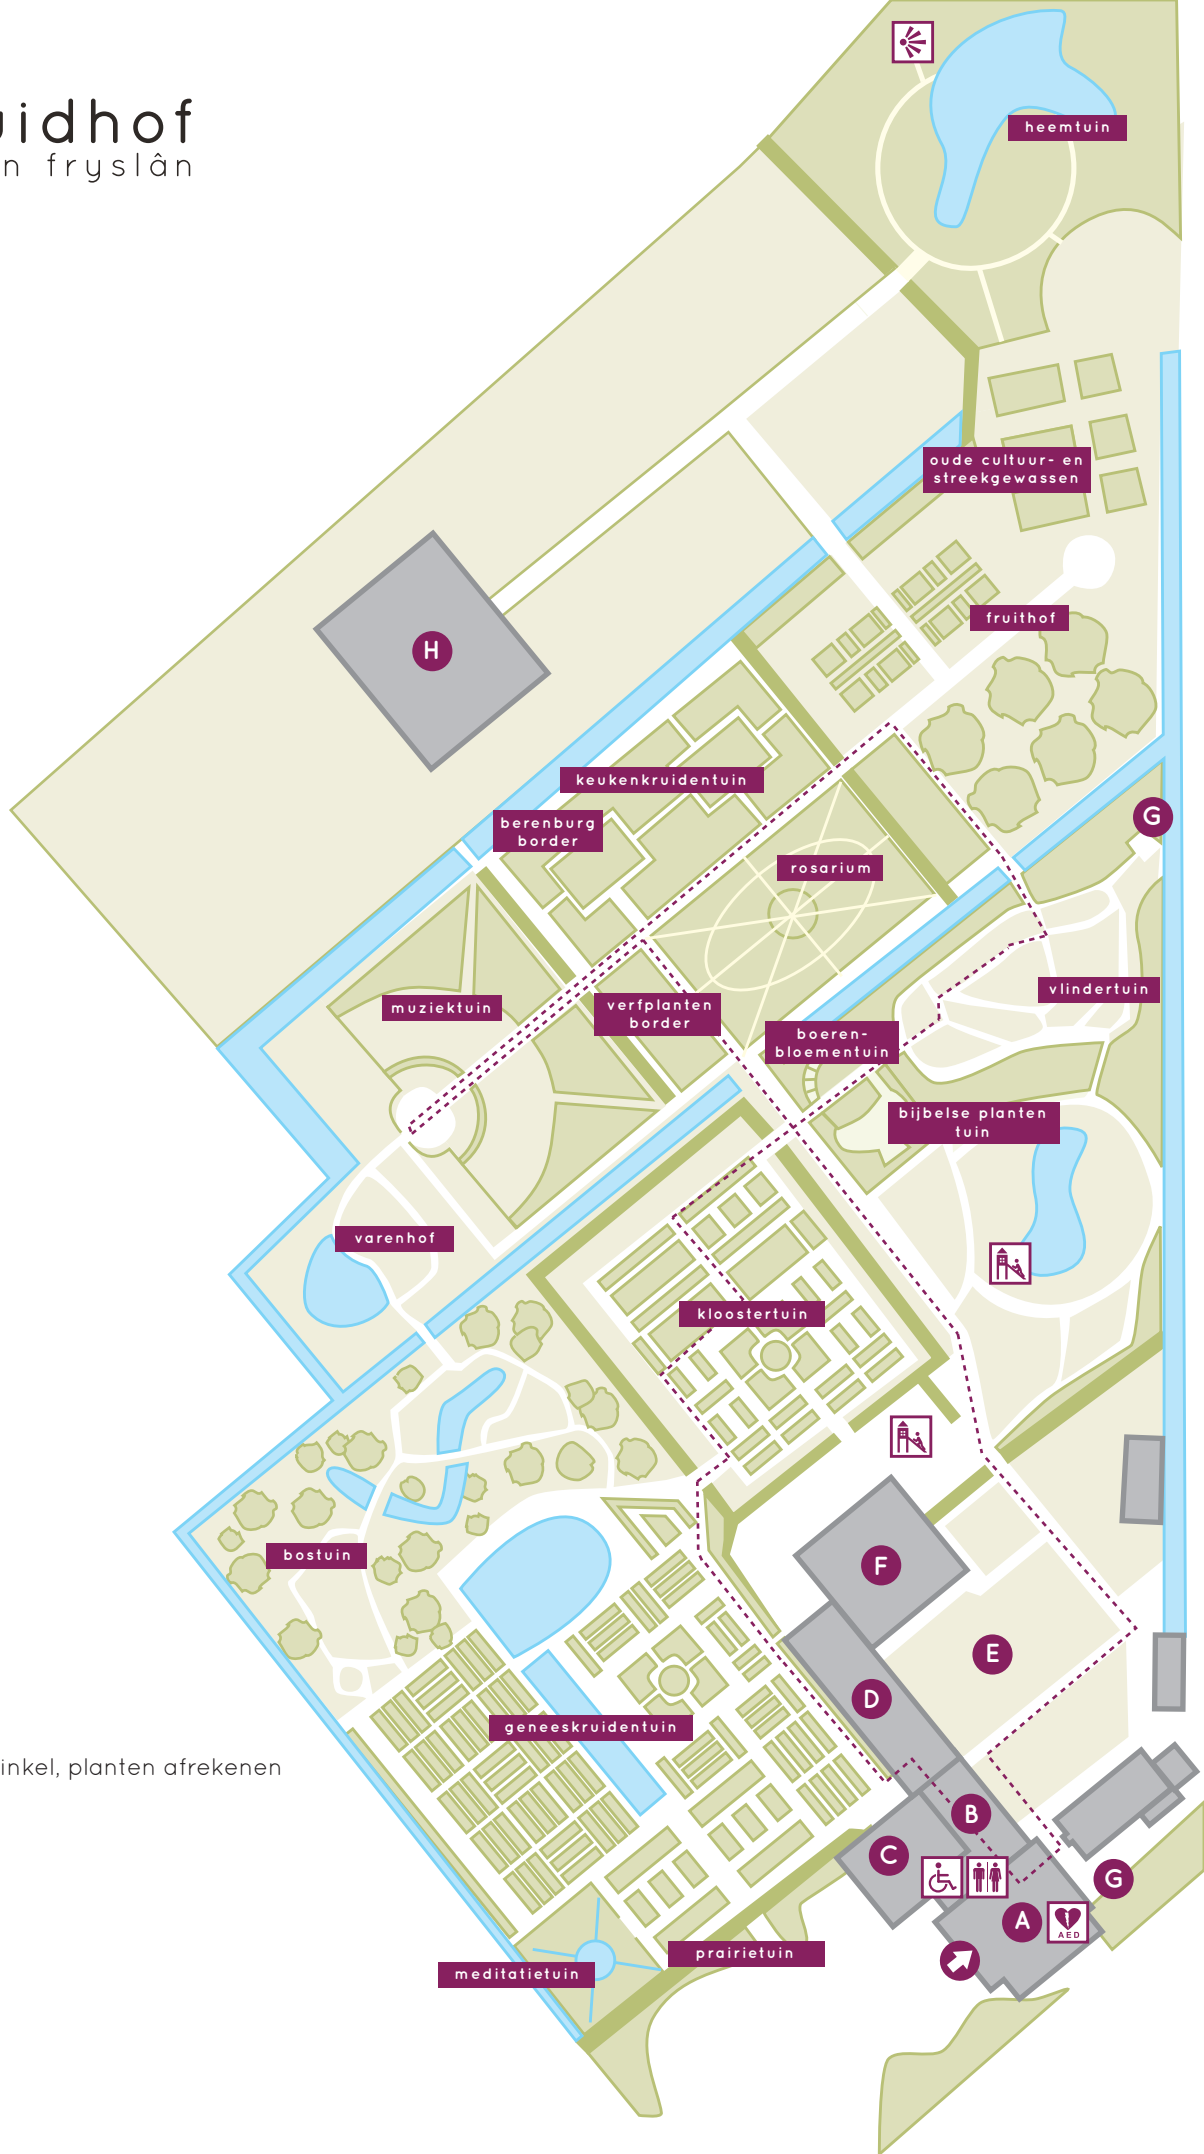 uidhof
n fryslân
heemtuin
oude cultuur- en
streekgewassen
fruithof
H
keukenkruidentuin
berenburg
border
G
rosarium
vlindertuin
muziektuin
verfplanten
border
boeren-
bloementuin
bijbelse planten
tuin
varenhof
kloostertuin
bostuin
F
E
D
geneeskruidentuin
inkel, planten afrekenen
B
C
G
A
AED
prairietuin
meditatietuin